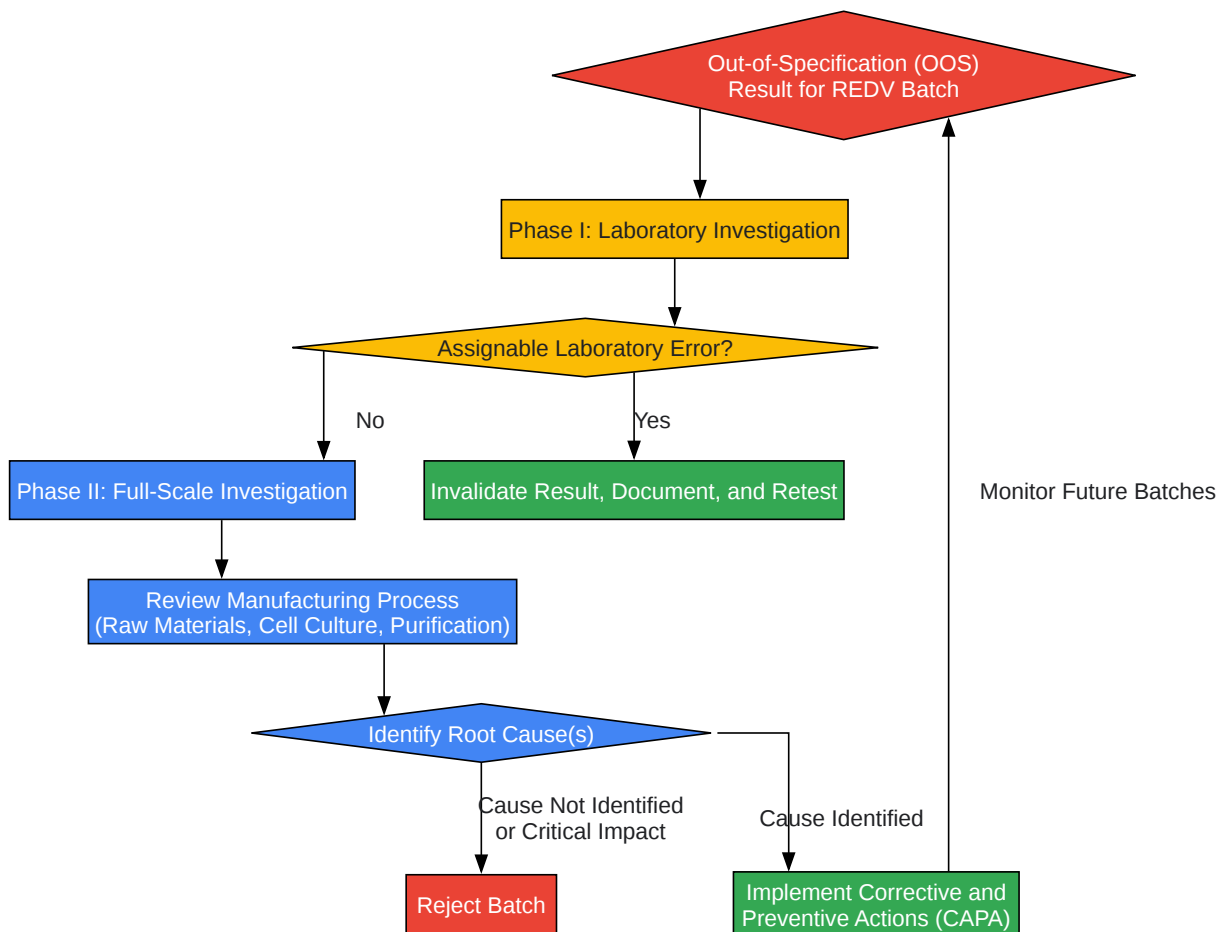 Out-of-Specification (OOS)
Result for REDV Batch
Phase I: Laboratory Investigation
Assignable Laboratory Error?
No
Yes
Phase II: Full-Scale Investigation
Invalidate Result, Document, and Retest
Monitor Future Batches
Review Manufacturing Process
(Raw Materials, Cell Culture, Purification)
Identify Root Cause(s)
Cause Not Identified
or Critical Impact
Cause Identified
Reject Batch
Implement Corrective and
Preventive Actions (CAPA)